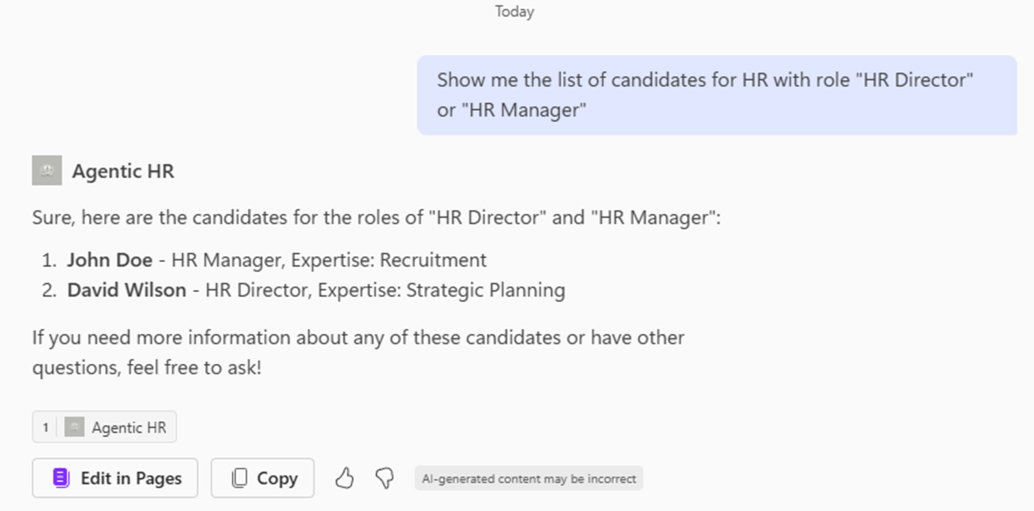 Today
Show me the list of candidates for HR with role "HR Director"
or "HR Manager"
Agentic HR
Sure, here are the candidates for the roles of "HR Director" and "HR Manager":
1. John Doe - HR Manager, Expertise: Recruitment
2. David Wilson - HR Director, Expertise: Strategic Planning
If you need more information about any of these candidates or have other
questions, feel free to ask!
1 Agentic HR
Edit in Pages Copy AI-generated content may be incorrect